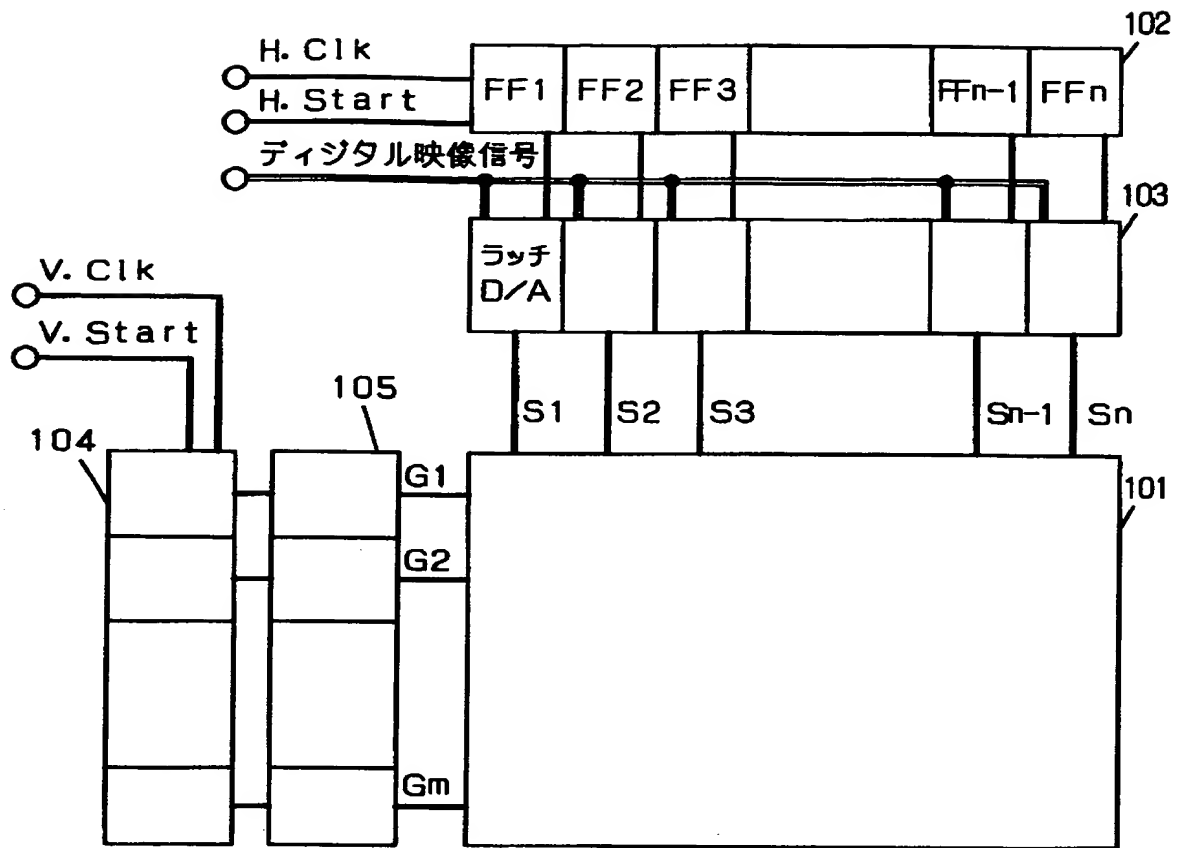 102
H. Clk
FF1 FF2 FF3 FFn-1 FFn
H. Start
ディジタル映像信号
103
ラッチ
D/A
V. Clk
V. Start
105
S1 S2 S3 Sn-1 Sn
104
G1
101
G2
Gm